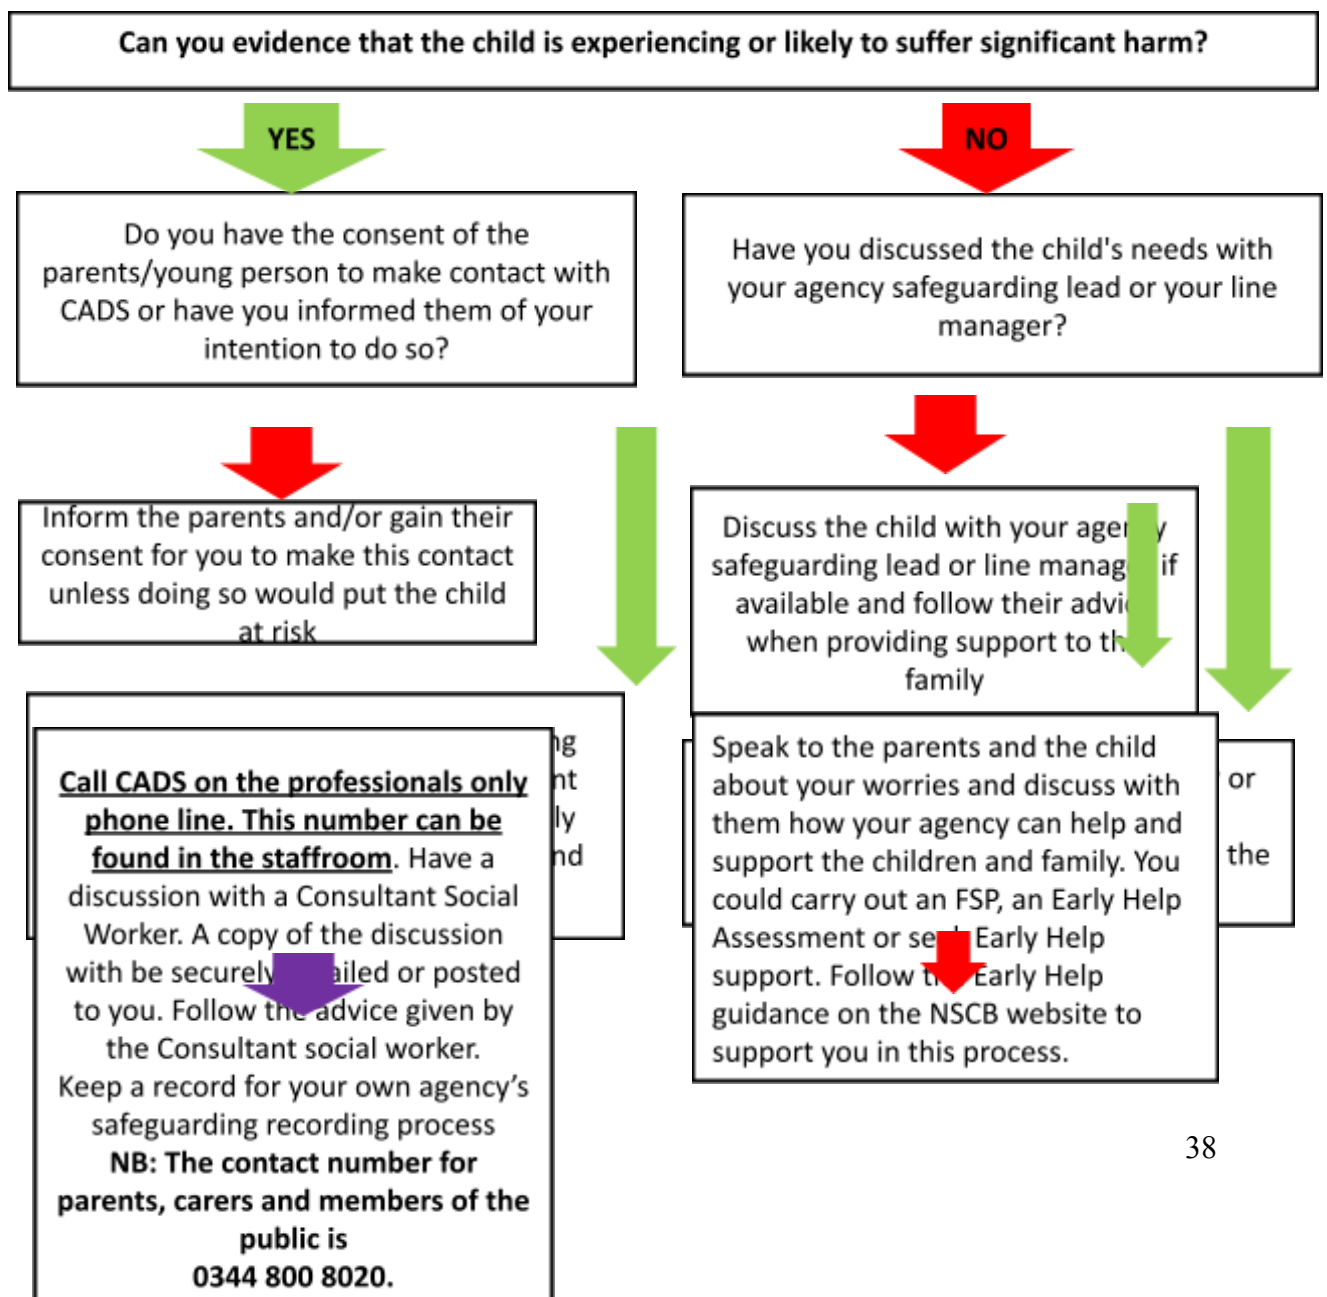 Can you evidence that the child is experiencing or likely to suffer significant harm?
YES
NO
Do you have the consent of the
parents/young person to make contact with
CADS or have you informed them of your
intention to do so?
Have you discussed the child's needs with
your agency safeguarding lead or your line
manager?
Inform the parents and/or gain their
consent for you to make this contact
unless doing so would put the child
at risk
Discuss the child with your agency
safeguarding lead or line manager if
available and follow their advice
when providing support to the
family
Call CADS on the professionals only
phone line. This number can be
found in the staffroom. Have a
discussion with a Consultant Social
Worker. A copy of the discussion
with be securely or posted
to you. Follow the advice given by
the Consultant social worker.
Keep a record for your own agency's
safeguarding recording process
NB: The contact number for
parents, carers and members of the
public is
0344 800 8020.
Speak to the parents and the child
about your worries and discuss with
them how your agency can help and
support the children and family. You
could carry out an FSP, an Early Help
Assessment or seek Early Help
support. Follow the Early Help
guidance on the NSCB website to
support you in this process.
or
the
38